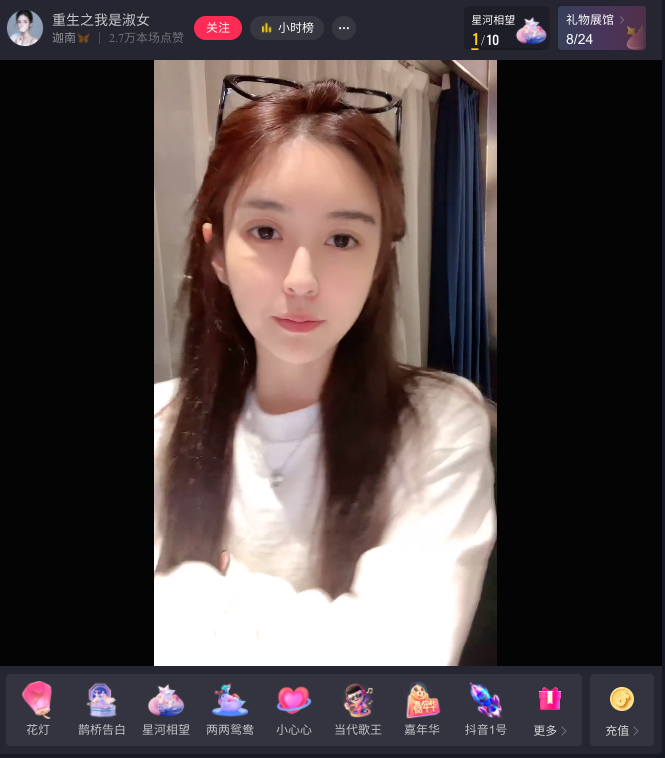 重生之我是淑女
迦南 | 2.7万本场点赞
关注
小时榜
星河相望
1/10
礼物展馆 >
8/24
花灯
鹊桥告白
星河相望
两两鸳鸯
小心心
当代歌王
嘉年华
嘉年华
抖音1号
更多 >
充值 >